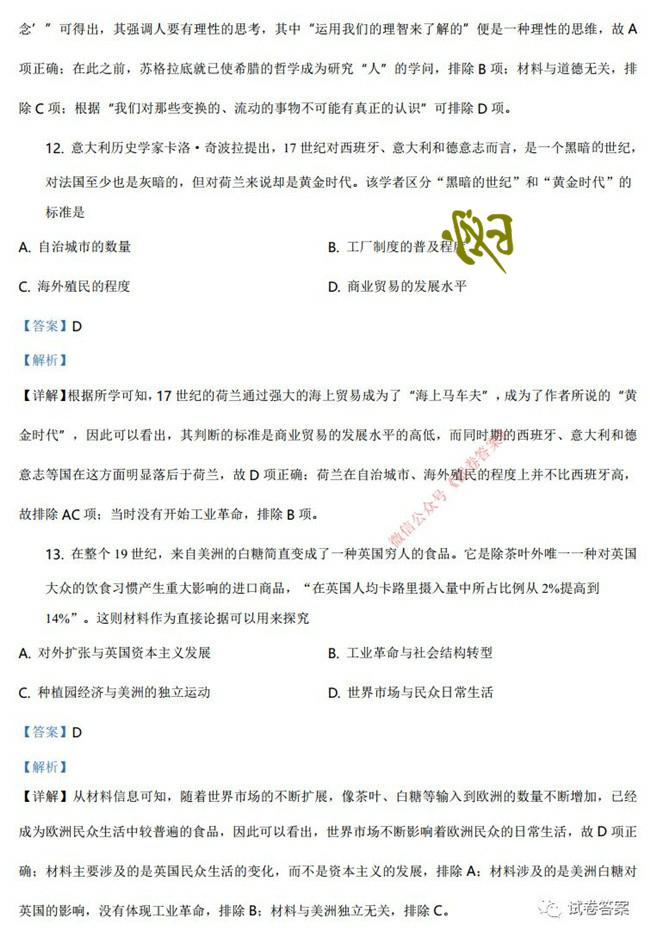 念’”可得出，其强调人要有理性的思考，其中“运用我们的理智来了解的”便是一种理性的思维，故 A
项正确；在此之前，苏格拉底就已使希腊的哲学成为研究“人”的学问，排除 B 项；材料与道德无关，排
除 C 项；根据“我们对那些变换的、流动的事物不可能有真正的认识”可排除 D 项。
12. 意大利历史学家卡洛·奇波拉提出，17 世纪对西班牙、意大利和德意志而言，是一个黑暗的世纪，
对法国至少也是灰暗的，但对荷兰来说却是黄金时代。该学者区分“黑暗的世纪”和“黄金时代”的
标准是
A. 自治城市的数量 B. 工厂制度的普及程度
C. 海外殖民的程度 D. 商业贸易的发展水平
【答案】D
【解析】
【详解】根据所学可知，17 世纪的荷兰通过强大的海上贸易成为了“海上马车夫”，成为了作者所说的“黄
金时代”，因此可以看出，其判断的标准是商业贸易的发展水平的高低，而同时期的西班牙、意大利和德
意志等国在这方面明显落后于荷兰，故 D 项正确；荷兰在自治城市、海外殖民的程度上并不比西班牙高，
故排除 AC 项；当时没有开始工业革命，排除 B 项。
微信公众号《试卷答案》
13. 在整个 19 世纪，来自美洲的白糖简直变成了一种英国穷人的食品。它是除茶叶外唯一一种对英国
大众的饮食习惯产生重大影响的进口商品，“在英国人均卡路里摄入量中所占比例从 2%提高到
14%”。这则材料作为直接论据可以用来探究
A. 对外扩张与英国资本主义发展 B. 工业革命与社会结构转型
C. 种植园经济与美洲的独立运动 D. 世界市场与民众日常生活
【答案】D
【解析】
【详解】从材料信息可知，随着世界市场的不断扩展，像茶叶、白糖等输入到欧洲的数量不断增加，已经
成为欧洲民众生活中较普遍的食品，因此可以看出，世界市场不断影响着欧洲民众的日常生活，故 D 项正
确；材料主要涉及的是英国民众生活的变化，而不是资本主义的发展，排除 A；材料涉及的是美洲白糖对
英国的影响，没有体现工业革命，排除 B；材料与美洲独立无关，排除 C。
试卷答案